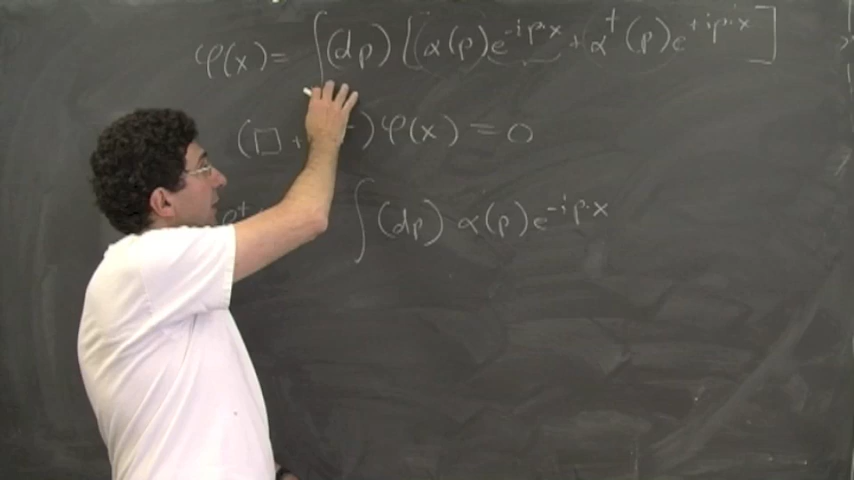 φ(x) = ∫(dp) [α(p)e^{-ip·x} + α†(p)e^{+ip·x}]
(□ + )φ(x) = 0
φ⁺ ∫(dp) α(p)e^{-ip·x}